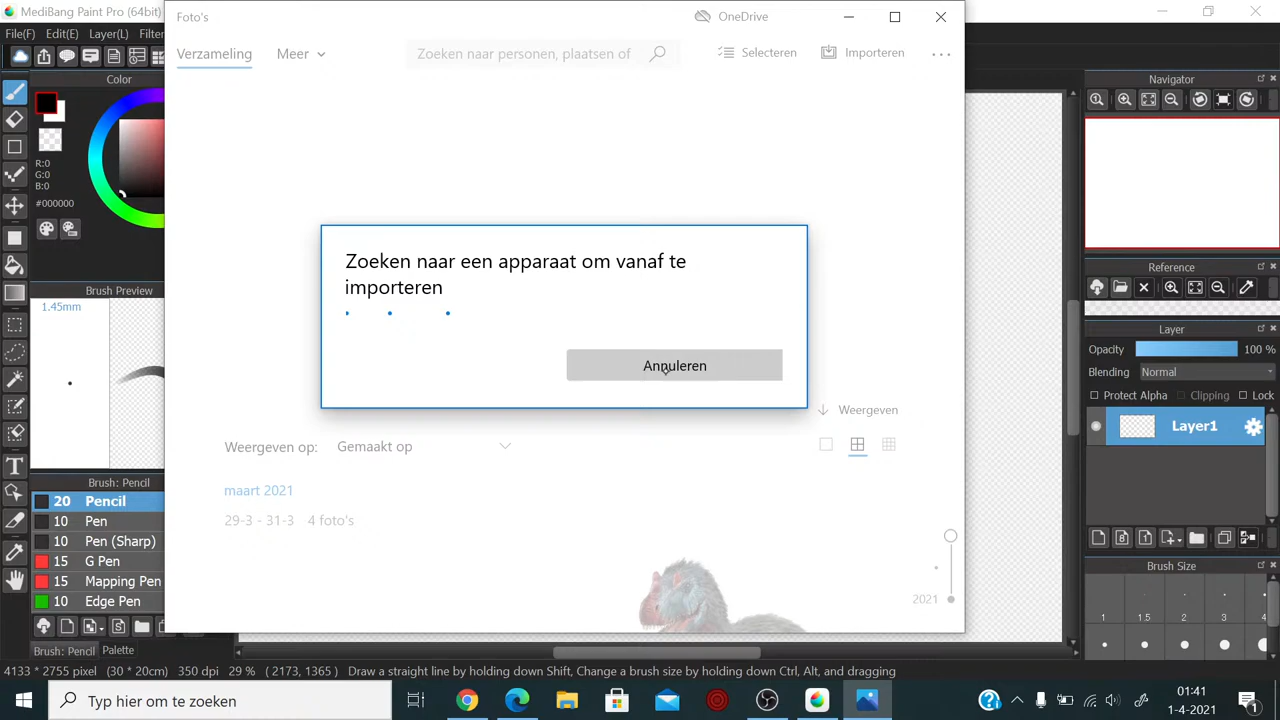 MediBang Paint Pro (64bit)
File(F) Edit(E) Layer(L) Filter
Color
R:0
G:0
B:0
#000000
Brush Preview
1.45mm
Brush: Pencil
20 Pencil
10 Pen
10 Pen (Sharp)
15 G Pen
15 Mapping Pen
10 Edge Pen
Brush: Pencil Palette
Foto's
OneDrive
Verzameling Meer
Zoeken naar personen, plaatsen of
Selecteren Importeren
Zoeken naar een apparaat om vanaf te
importeren
Annuleren
Weergeven
Weergeven op: Gemaakt op
maart 2021
29-3 - 31-3 4 foto's
2021
Navigator
Reference
Layer
Opacity 100 %
Blending Normal
Protect Alpha Clipping Lock
Layer1
Brush Size
1 1.5 2 3
4133 * 2755 pixel (30 * 20cm) 350 dpi 29 % ( 2173, 1365 ) Draw a straight line by holding down Shift, Change a brush size by holding down Ctrl, Alt, and dragging
Typ hier om te zoeken
01:41
1-4-2021
1